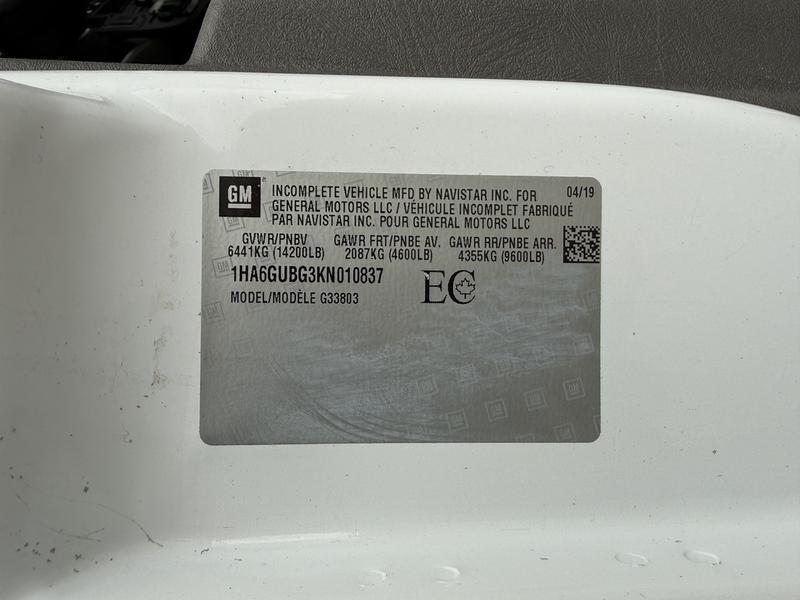 GM
INCOMPLETE VEHICLE MFD BY NAVISTAR INC. FOR
GENERAL MOTORS LLC / VÉHICULE INCOMPLET FABRIQUÉ
PAR NAVISTAR INC. POUR GENERAL MOTORS LLC
04/19
GVWR/PNBV GAWR FRT/PNBE AV. GAWR RR/PNBE ARR.
6441KG (14200LB) 2087KG (4600LB) 4355KG (9600LB)
1HA6GUBG3KN010837
MODEL/MODÈLE G33803
EC